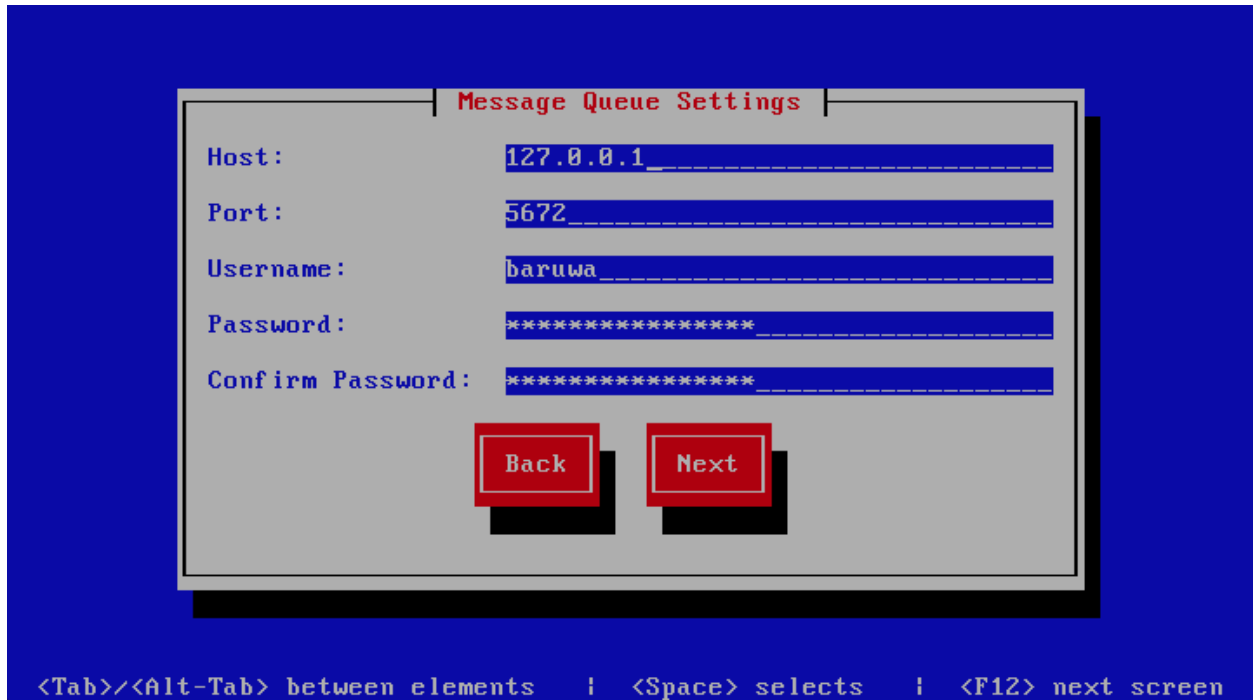 Message Queue Settings
Host: 127.0.0.1
Port: 5672
Username: baruwa
Password: ****************
Confirm Password: ****************
Back Next
<Tab>/<Alt-Tab> between elements | <Space> selects | <F12> next screen